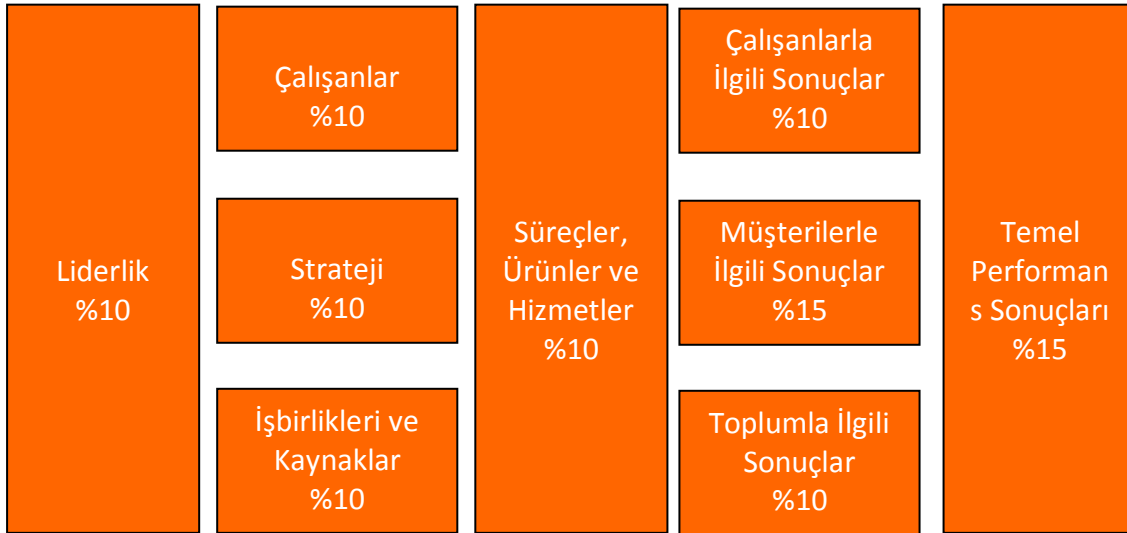 Liderlik
%10
Çalışanlar
%10
Strateji
%10
İşbirlikleri ve
Kaynaklar
%10
Süreçler,
Ürünler ve
Hizmetler
%10
Çalışanlarla
İlgili Sonuçlar
%10
Müşterilerle
İlgili Sonuçlar
%15
Toplumla İlgili
Sonuçlar
%10
Temel
Performan
s Sonuçları
%15